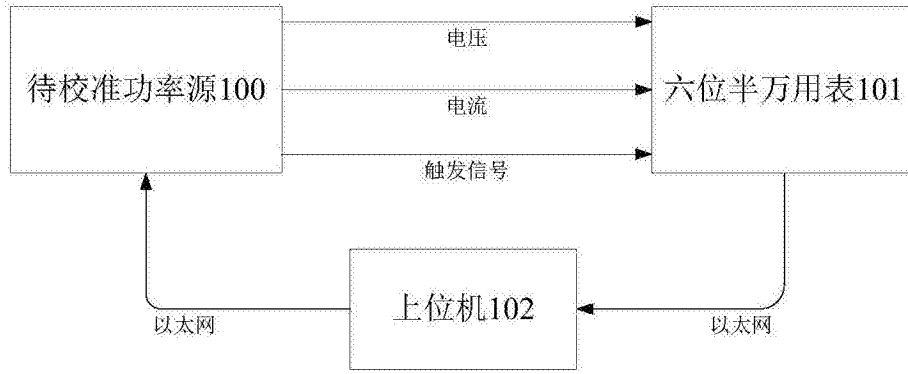 电压
待校准功率源100
电流
六位半万用表101
触发信号
上位机102
以太网
以太网